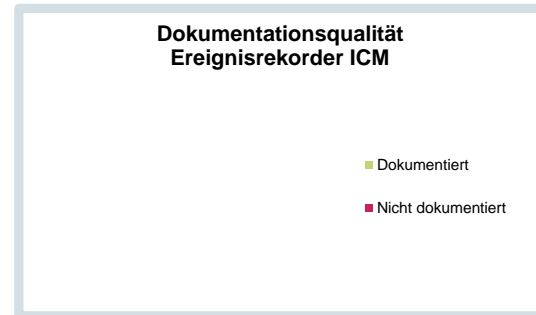 Dokumentationsqualität
Ereignisrekorder ICM
Dokumentiert
Nicht dokumentiert